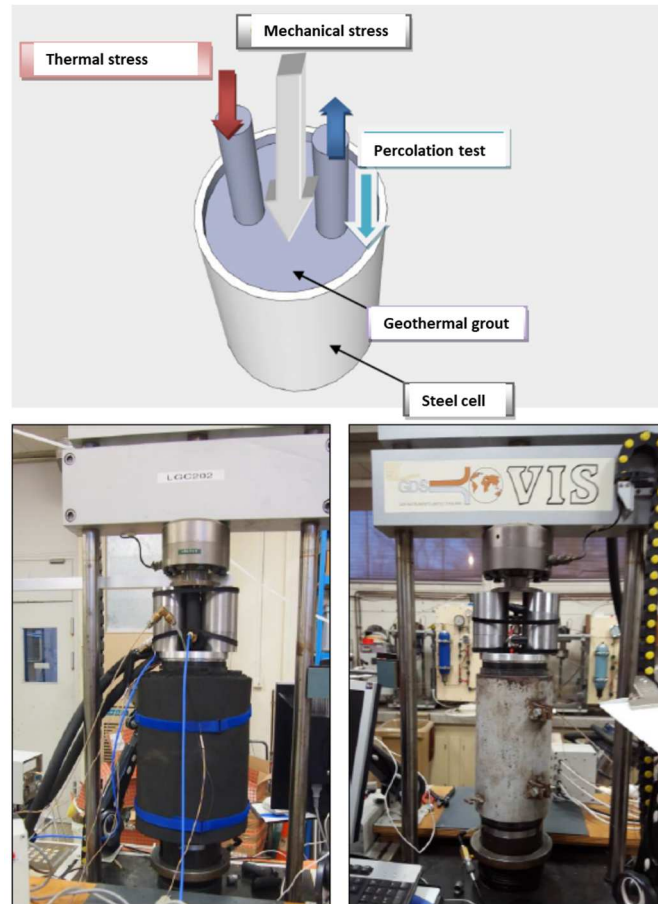 Mechanical stress
Thermal stress
Percolation test
Geothermal grout
Steel cell
LGC202
GDS
VIS